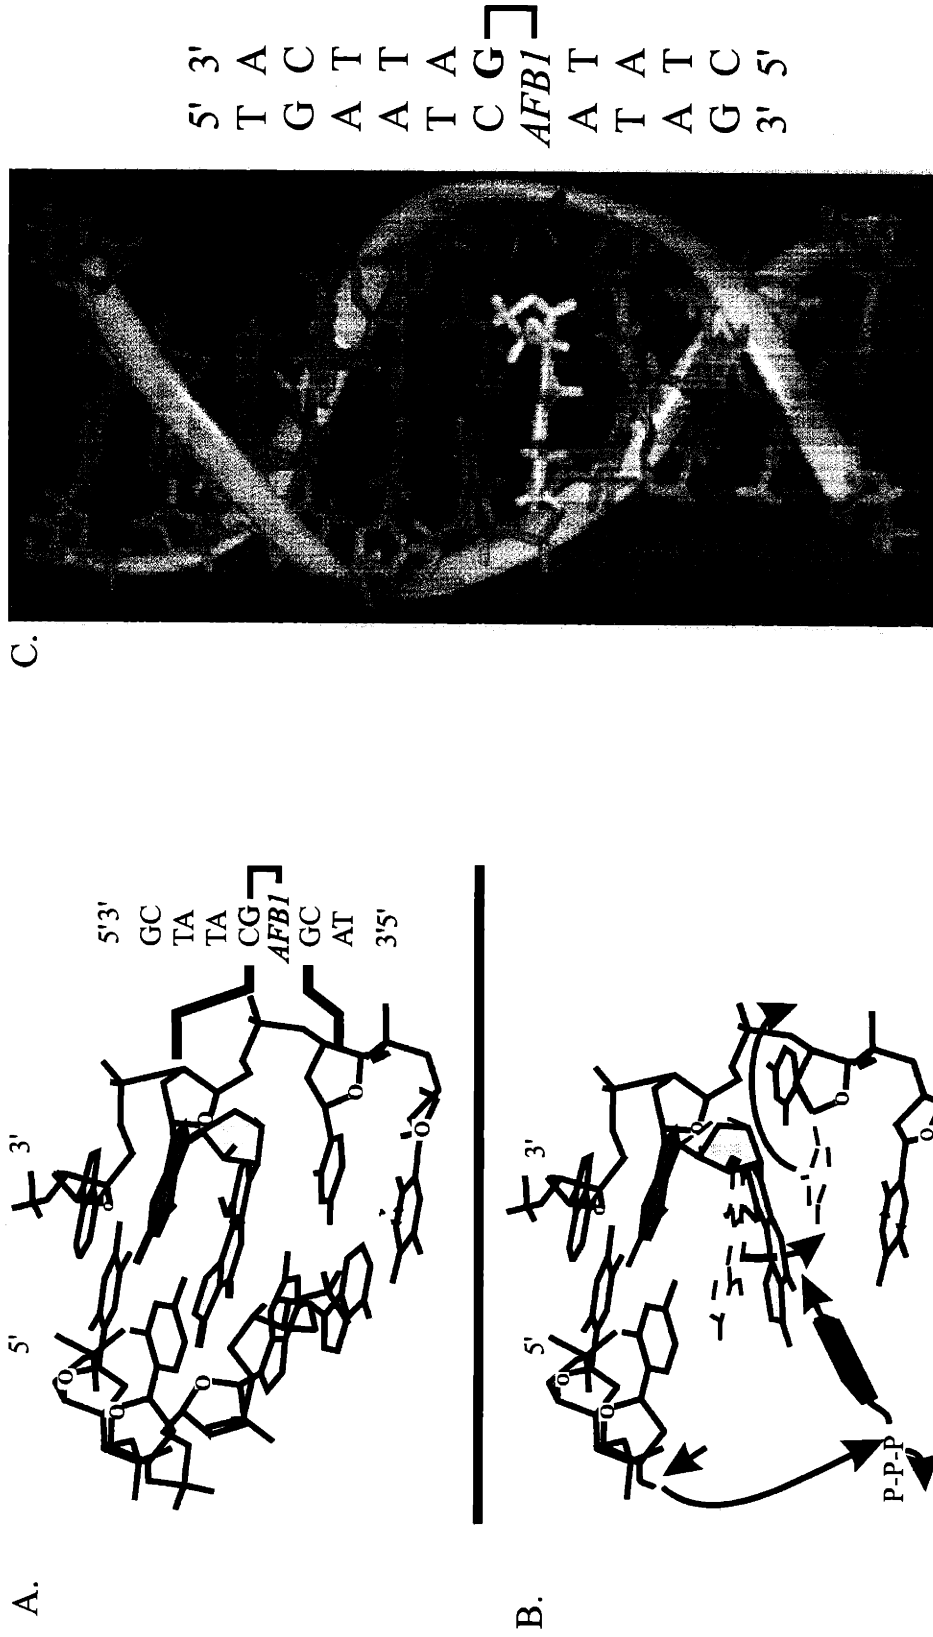 A.
5' 3'
O
O
O
O
O
O
O
5'3'
GC
TA
TA
CG
AFB1
GC
AT
3'5'
B.
5' 3'
O
O
O
O
O
O
P-P-P
C.
5' 3'
T A
G C
A T
A T
T A
C G
AFB1
A T
T A
A T
G C
3' 5'